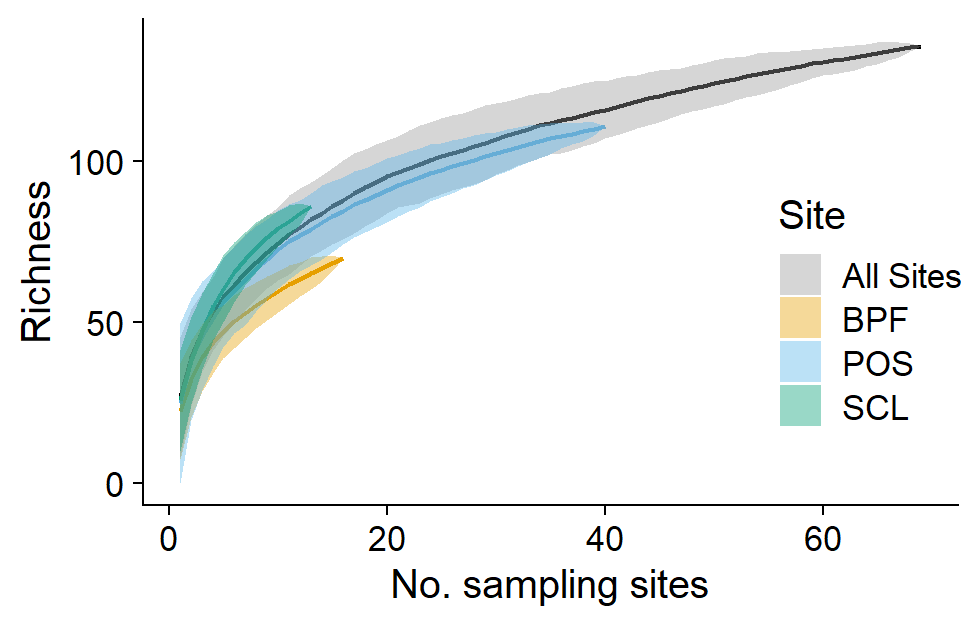 Richness
100
50
0
0 20 40 60
No. sampling sites
Site
All Sites
BPF
POS
SCL